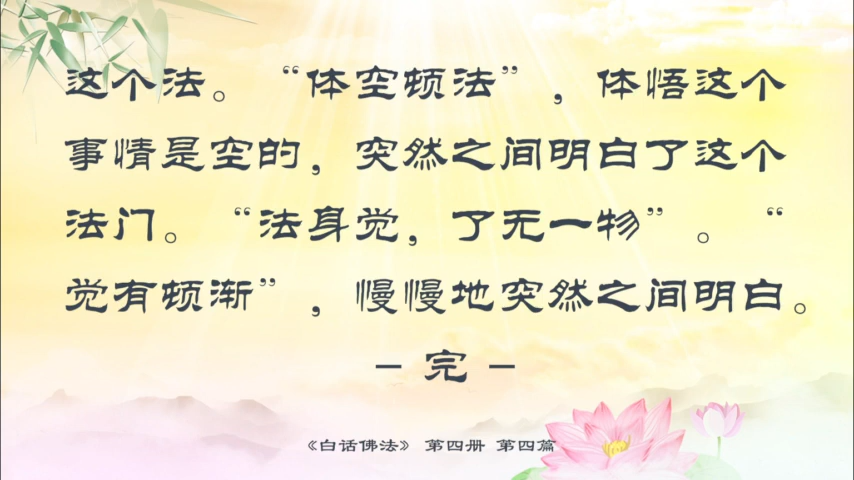 这个法。“体空顿法”，体悟这个
事情是空的，突然之间明白了这个
法门。“法身觉，了无一物”。“
觉有顿渐”，慢慢地突然之间明白。
– 完 –
《白话佛法》 第四册 第四篇